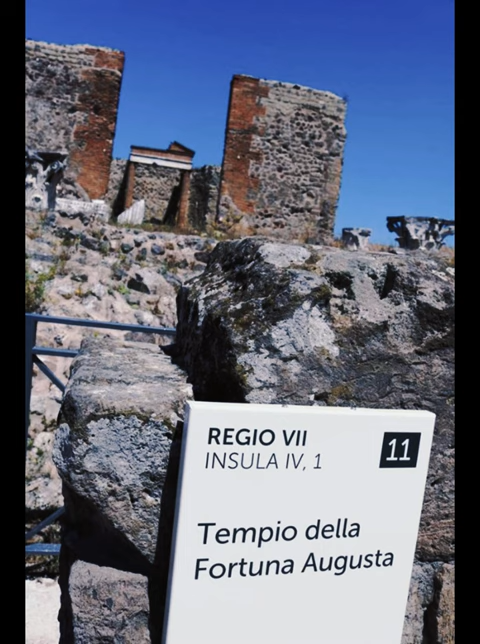 REGIO VII
INSULA IV, 1
11
Tempio della
Fortuna Augusta